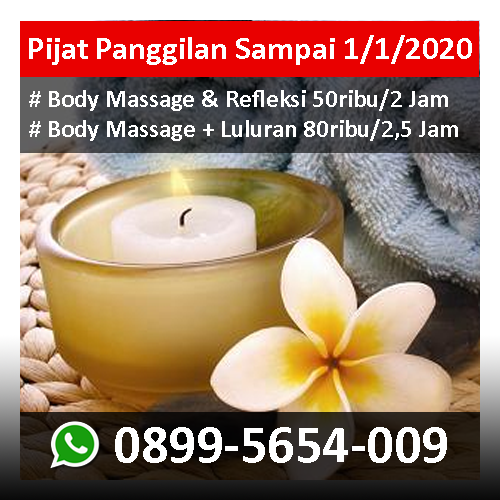 Pijat Panggilan Sampai 1/1/2020
# Body Massage & Refleksi 50ribu/2 Jam
# Body Massage + Luluran 80ribu/2,5 Jam
0899-5654-009